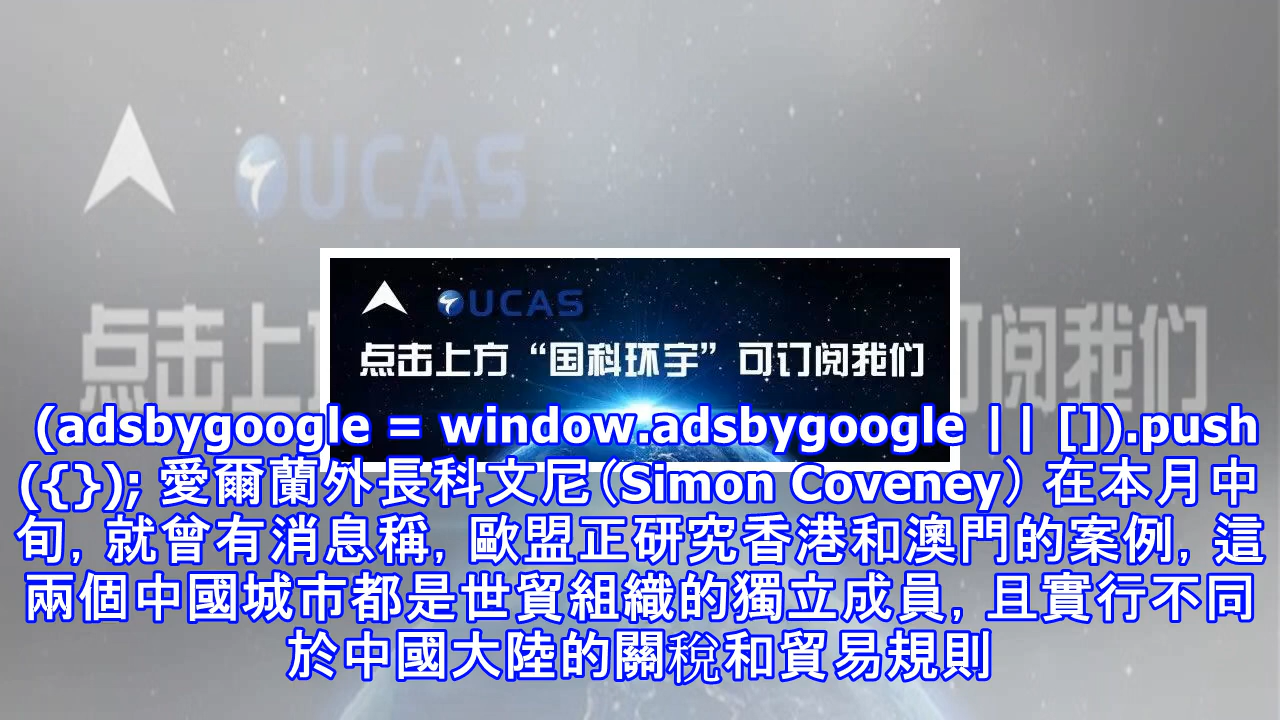 UCAS
点击上方“国科环宇”可订阅我们
(adsbygoogle = window.adsbygoogle || []).push
({}); 愛爾蘭外長科文尼(Simon Coveney) 在本月中
旬, 就曾有消息稱, 歐盟正研究香港和澳門的案例, 這
兩個中國城市都是世貿組織的獨立成員, 且實行不同
於中國大陸的關稅和貿易規則